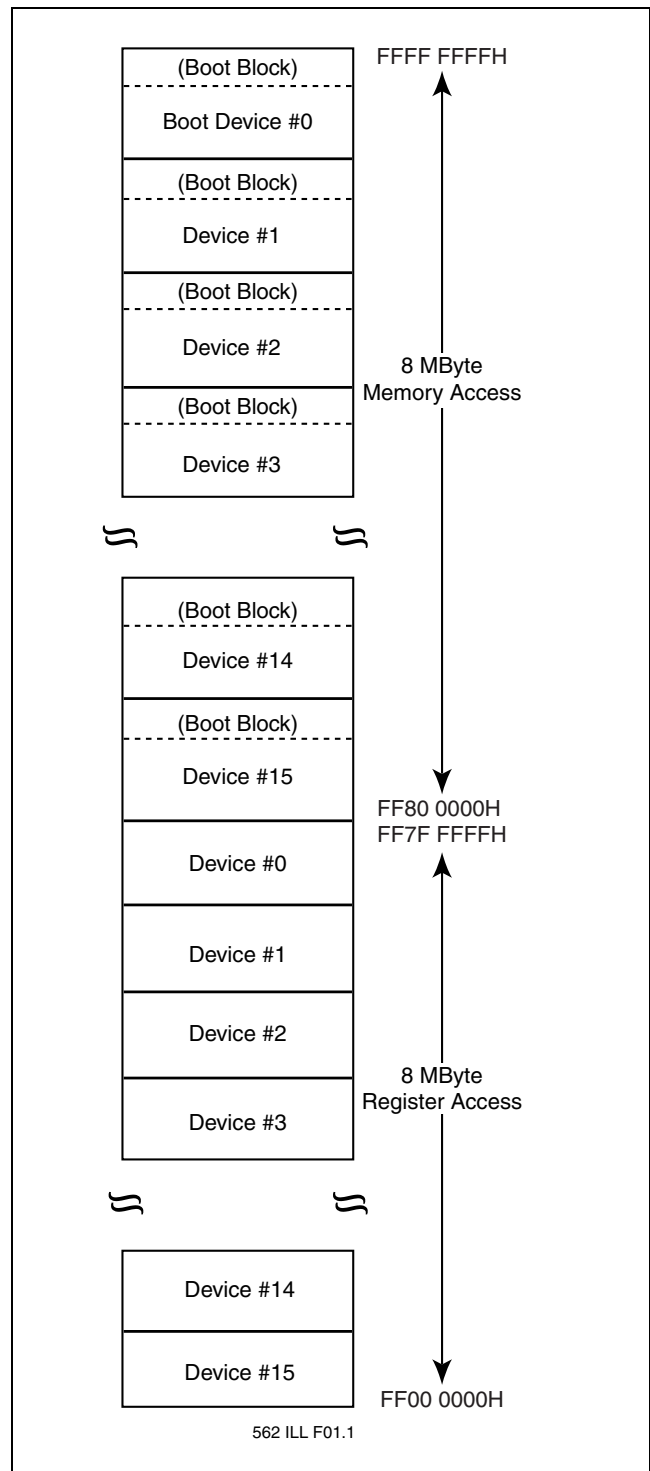 (Boot Block)
FFFF FFFFH
Boot Device #0
(Boot Block)
Device #1
(Boot Block)
Device #2
8 MByte
Memory Access
(Boot Block)
Device #3
(Boot Block)
Device #14
(Boot Block)
Device #15
FF80 0000H
FF7F FFFFH
Device #0
Device #1
Device #2
8 MByte
Register Access
Device #3
Device #14
Device #15
FF00 0000H
562 ILL F01.1